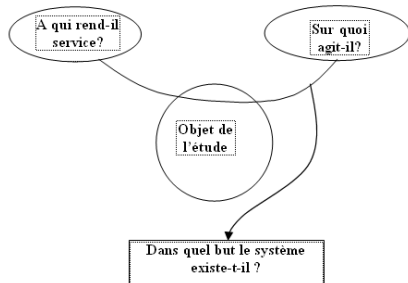 A qui rend-il
service?
Sur quoi
agit-il?
Objet de
l'étude
Dans quel but le système
existe-t-il ?